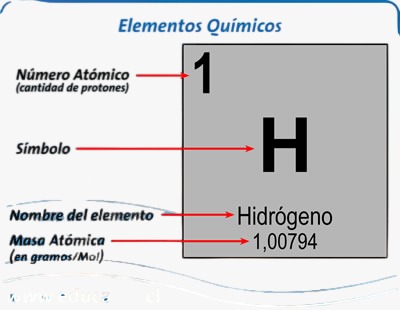 Elementos Químicos
Número Atómico
(cantidad de protones)
1
Símbolo
H
Nombre del elemento
Hidrógeno
Masa Atómica
1,00794
(en gramos/Mol)